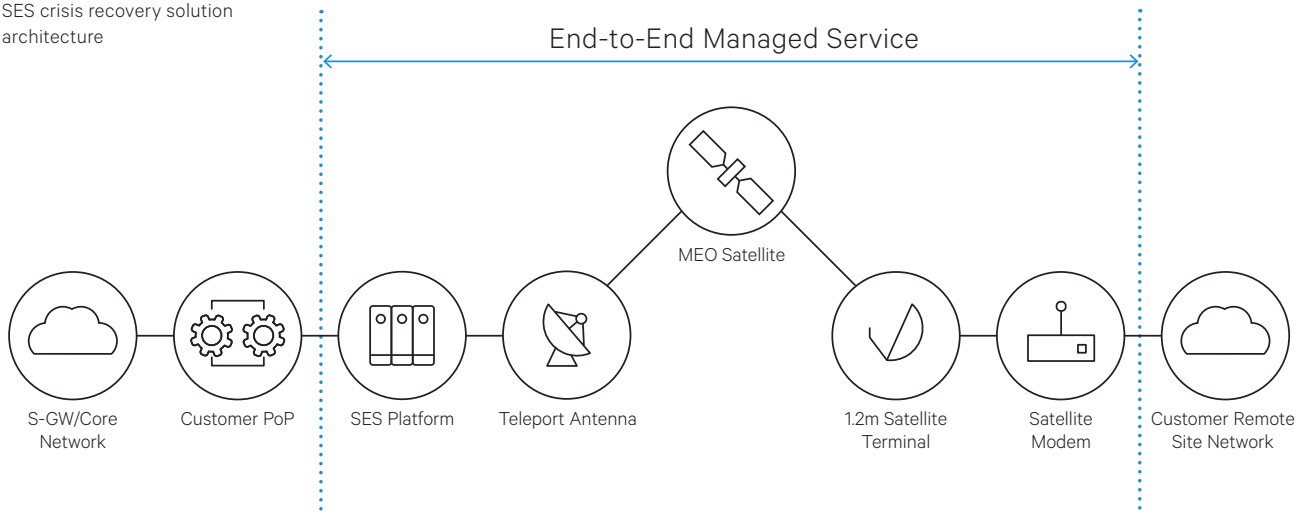 SES crisis recovery solution
architecture
End-to-End Managed Service
MEO Satellite
S-GW/Core
Network
Customer PoP
SES Platform
Teleport Antenna
1.2m Satellite
Terminal
Satellite
Modem
Customer Remote
Site Network